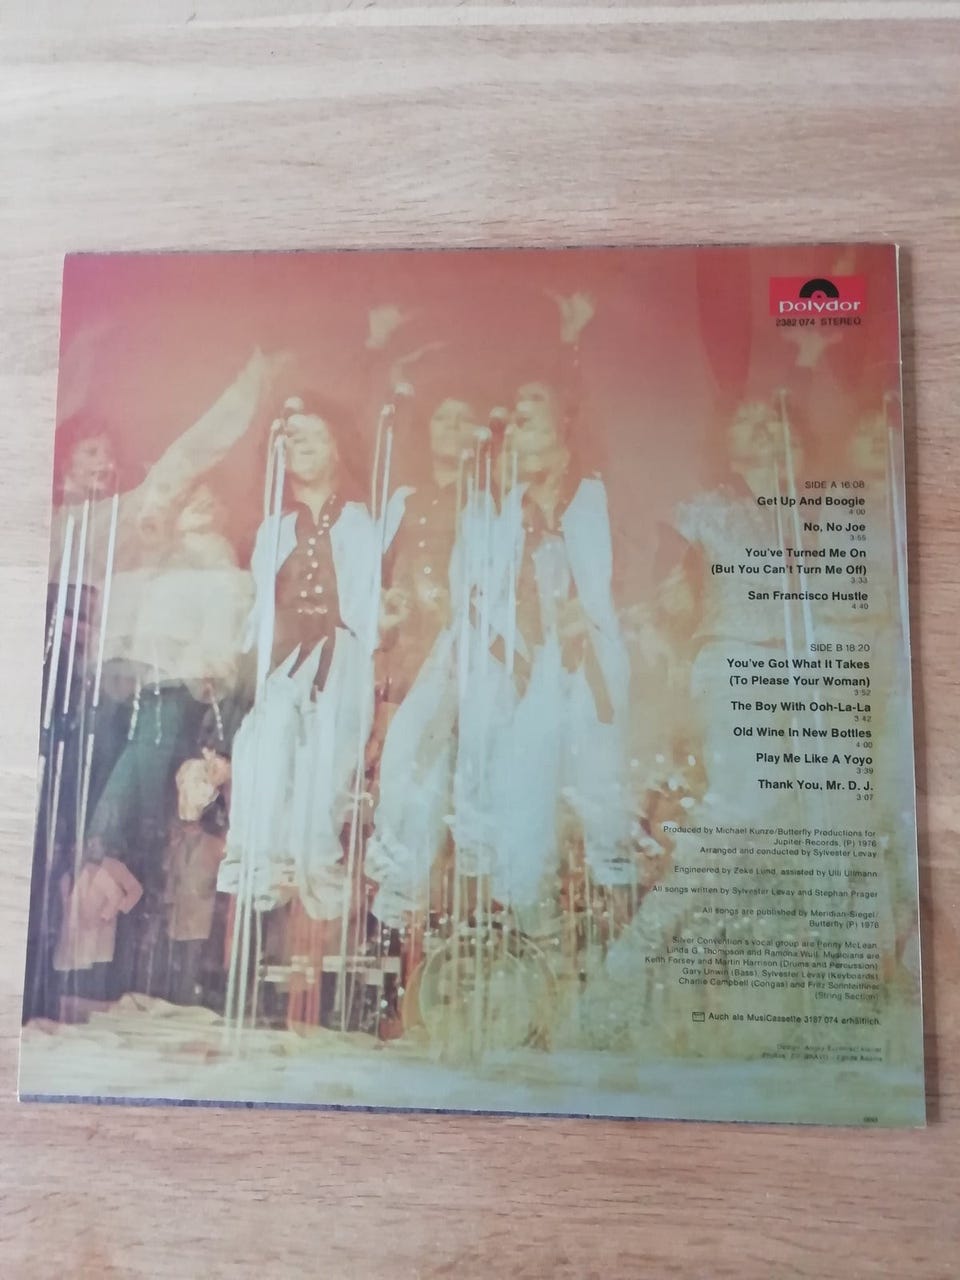 polydor
2382 074 STEREO
SIDE A 16:08
Get Up And Boogie
4:00
No, No Joe
3:55
You've Turned Me On
(But You Can't Turn Me Off)
3:33
San Francisco Hustle
4:40
SIDE B 18:20
You've Got What It Takes
(To Please Your Woman)
3:52
The Boy With Ooh-La-La
3:42
Old Wine In New Bottles
4:00
Play Me Like A Yoyo
3:39
Thank You, Mr. D. J.
3:07
Produced by Michael Kunze/Butterfly Productions for
Jupiter-Records, (P) 1976
Arranged and conducted by Sylvester Levay
Engineered by Zeke Lund, assisted by Ulli Ullmann
All songs written by Sylvester Levay and Stephan Prager
All songs are published by Meridian-Siegel/
Butterfly (P) 1976
Silver Convention's vocal group are Penny McLean,
Linda G. Thompson and Ramona Wulf. Musicians are
Keith Forsey and Martin Harrison (Drums and Percussion)
Gary Unwin (Bass), Sylvester Levay (Keyboards),
Charlie Campbell (Congas) and Fritz Sonnleithner
(String Section)
Auch als MusiCassette 3187 074 erhältlich.
Design:
Photos: